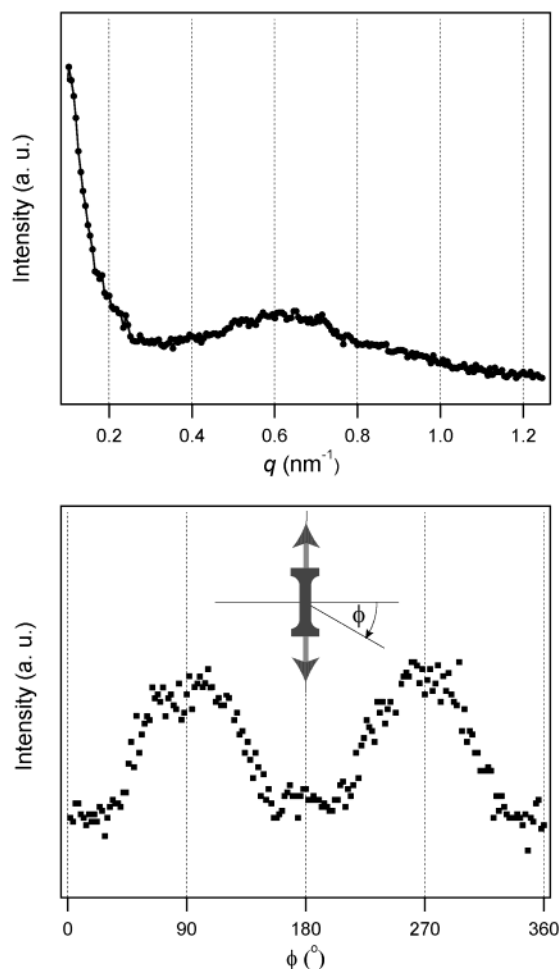 Intensity (a. u.)
0.2 0.4 0.6 0.8 1.0 1.2
q (nm⁻¹)
ϕ
Intensity (a. u.)
0 90 180 270 360
ϕ (°)